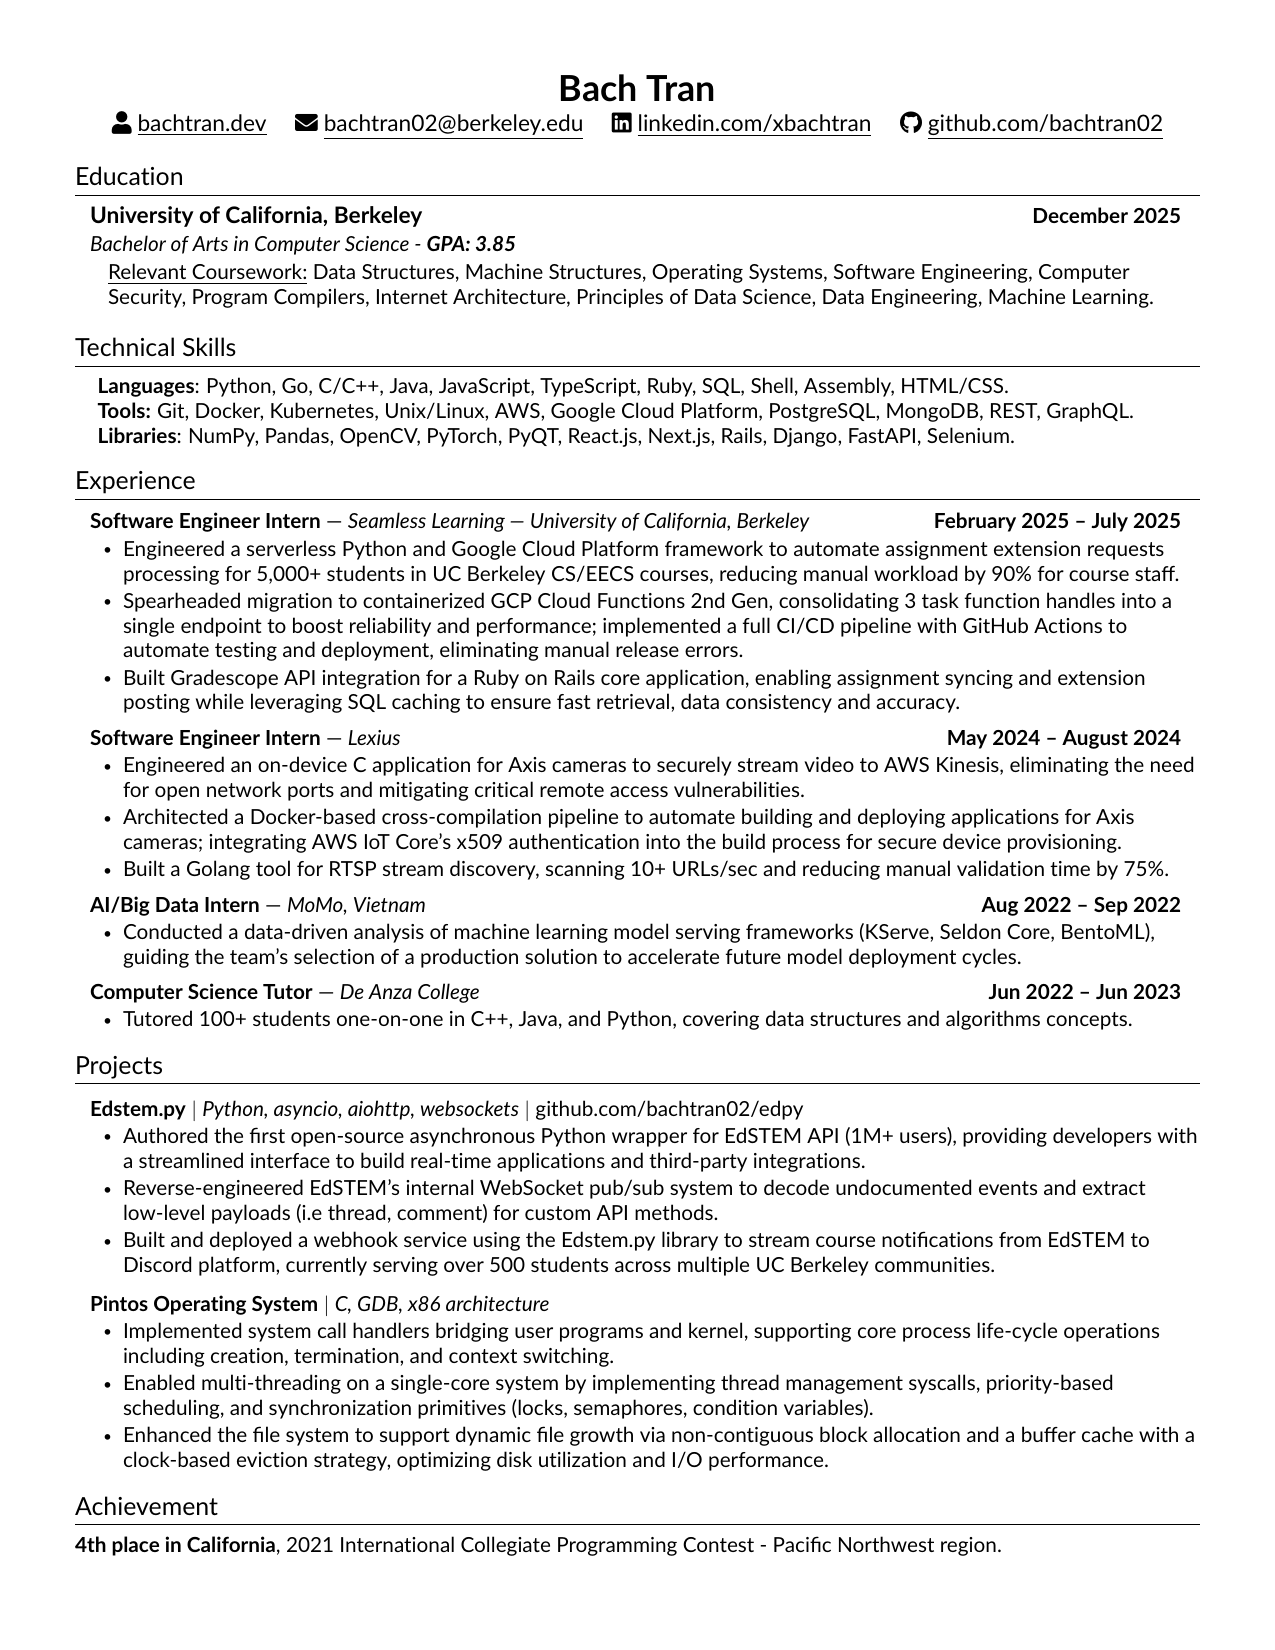 Bach Tran
bachtran.dev bachtran02@berkeley.edu linkedin.com/xbachtran github.com/bachtran02
Education
University of California, Berkeley December 2025
Bachelor of Arts in Computer Science - GPA: 3.85
Relevant Coursework: Data Structures, Machine Structures, Operating Systems, Software Engineering, Computer
Security, Program Compilers, Internet Architecture, Principles of Data Science, Data Engineering, Machine Learning.
Technical Skills
Languages: Python, Go, C/C++, Java, JavaScript, TypeScript, Ruby, SQL, Shell, Assembly, HTML/CSS.
Tools: Git, Docker, Kubernetes, Unix/Linux, AWS, Google Cloud Platform, PostgreSQL, MongoDB, REST, GraphQL.
Libraries: NumPy, Pandas, OpenCV, PyTorch, PyQT, React.js, Next.js, Rails, Django, FastAPI, Selenium.
Experience
Software Engineer Intern — Seamless Learning — University of California, Berkeley February 2025 – July 2025
• Engineered a serverless Python and Google Cloud Platform framework to automate assignment extension requests
processing for 5,000+ students in UC Berkeley CS/EECS courses, reducing manual workload by 90% for course staff.
• Spearheaded migration to containerized GCP Cloud Functions 2nd Gen, consolidating 3 task function handles into a
single endpoint to boost reliability and performance; implemented a full CI/CD pipeline with GitHub Actions to
automate testing and deployment, eliminating manual release errors.
• Built Gradescope API integration for a Ruby on Rails core application, enabling assignment syncing and extension
posting while leveraging SQL caching to ensure fast retrieval, data consistency and accuracy.
Software Engineer Intern — Lexius May 2024 – August 2024
• Engineered an on-device C application for Axis cameras to securely stream video to AWS Kinesis, eliminating the need
for open network ports and mitigating critical remote access vulnerabilities.
• Architected a Docker-based cross-compilation pipeline to automate building and deploying applications for Axis
cameras; integrating AWS IoT Core’s x509 authentication into the build process for secure device provisioning.
• Built a Golang tool for RTSP stream discovery, scanning 10+ URLs/sec and reducing manual validation time by 75%.
AI/Big Data Intern — MoMo, Vietnam Aug 2022 – Sep 2022
• Conducted a data-driven analysis of machine learning model serving frameworks (KServe, Seldon Core, BentoML),
guiding the team’s selection of a production solution to accelerate future model deployment cycles.
Computer Science Tutor — De Anza College Jun 2022 – Jun 2023
• Tutored 100+ students one-on-one in C++, Java, and Python, covering data structures and algorithms concepts.
Projects
Edstem.py | Python, asyncio, aiohttp, websockets | github.com/bachtran02/edpy
• Authored the first open-source asynchronous Python wrapper for EdSTEM API (1M+ users), providing developers with
a streamlined interface to build real-time applications and third-party integrations.
• Reverse-engineered EdSTEM’s internal WebSocket pub/sub system to decode undocumented events and extract
low-level payloads (i.e thread, comment) for custom API methods.
• Built and deployed a webhook service using the Edstem.py library to stream course notifications from EdSTEM to
Discord platform, currently serving over 500 students across multiple UC Berkeley communities.
Pintos Operating System | C, GDB, x86 architecture
• Implemented system call handlers bridging user programs and kernel, supporting core process life-cycle operations
including creation, termination, and context switching.
• Enabled multi-threading on a single-core system by implementing thread management syscalls, priority-based
scheduling, and synchronization primitives (locks, semaphores, condition variables).
• Enhanced the file system to support dynamic file growth via non-contiguous block allocation and a buffer cache with a
clock-based eviction strategy, optimizing disk utilization and I/O performance.
Achievement
4th place in California, 2021 International Collegiate Programming Contest - Pacific Northwest region.